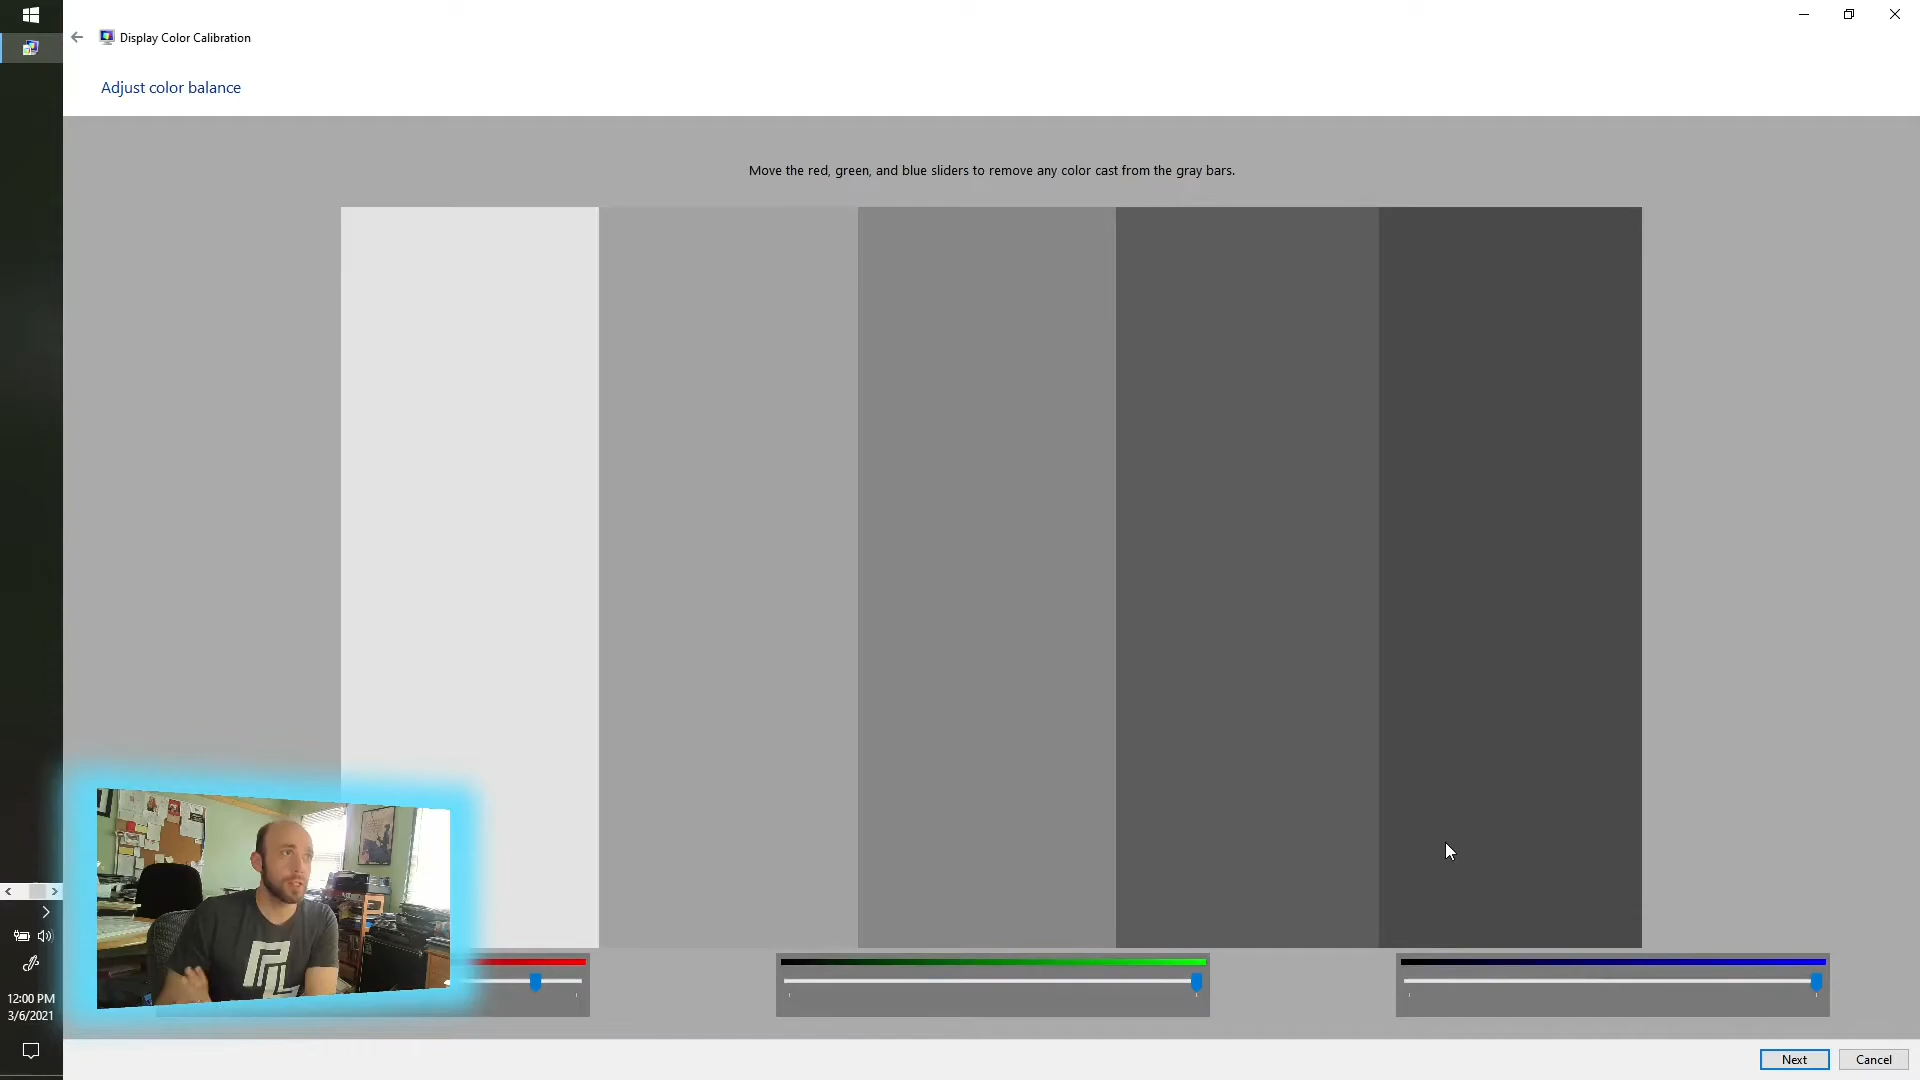 Display Color Calibration
Adjust color balance
Move the red, green, and blue sliders to remove any color cast from the gray bars.
12:00 PM
3/6/2021
Next
Cancel